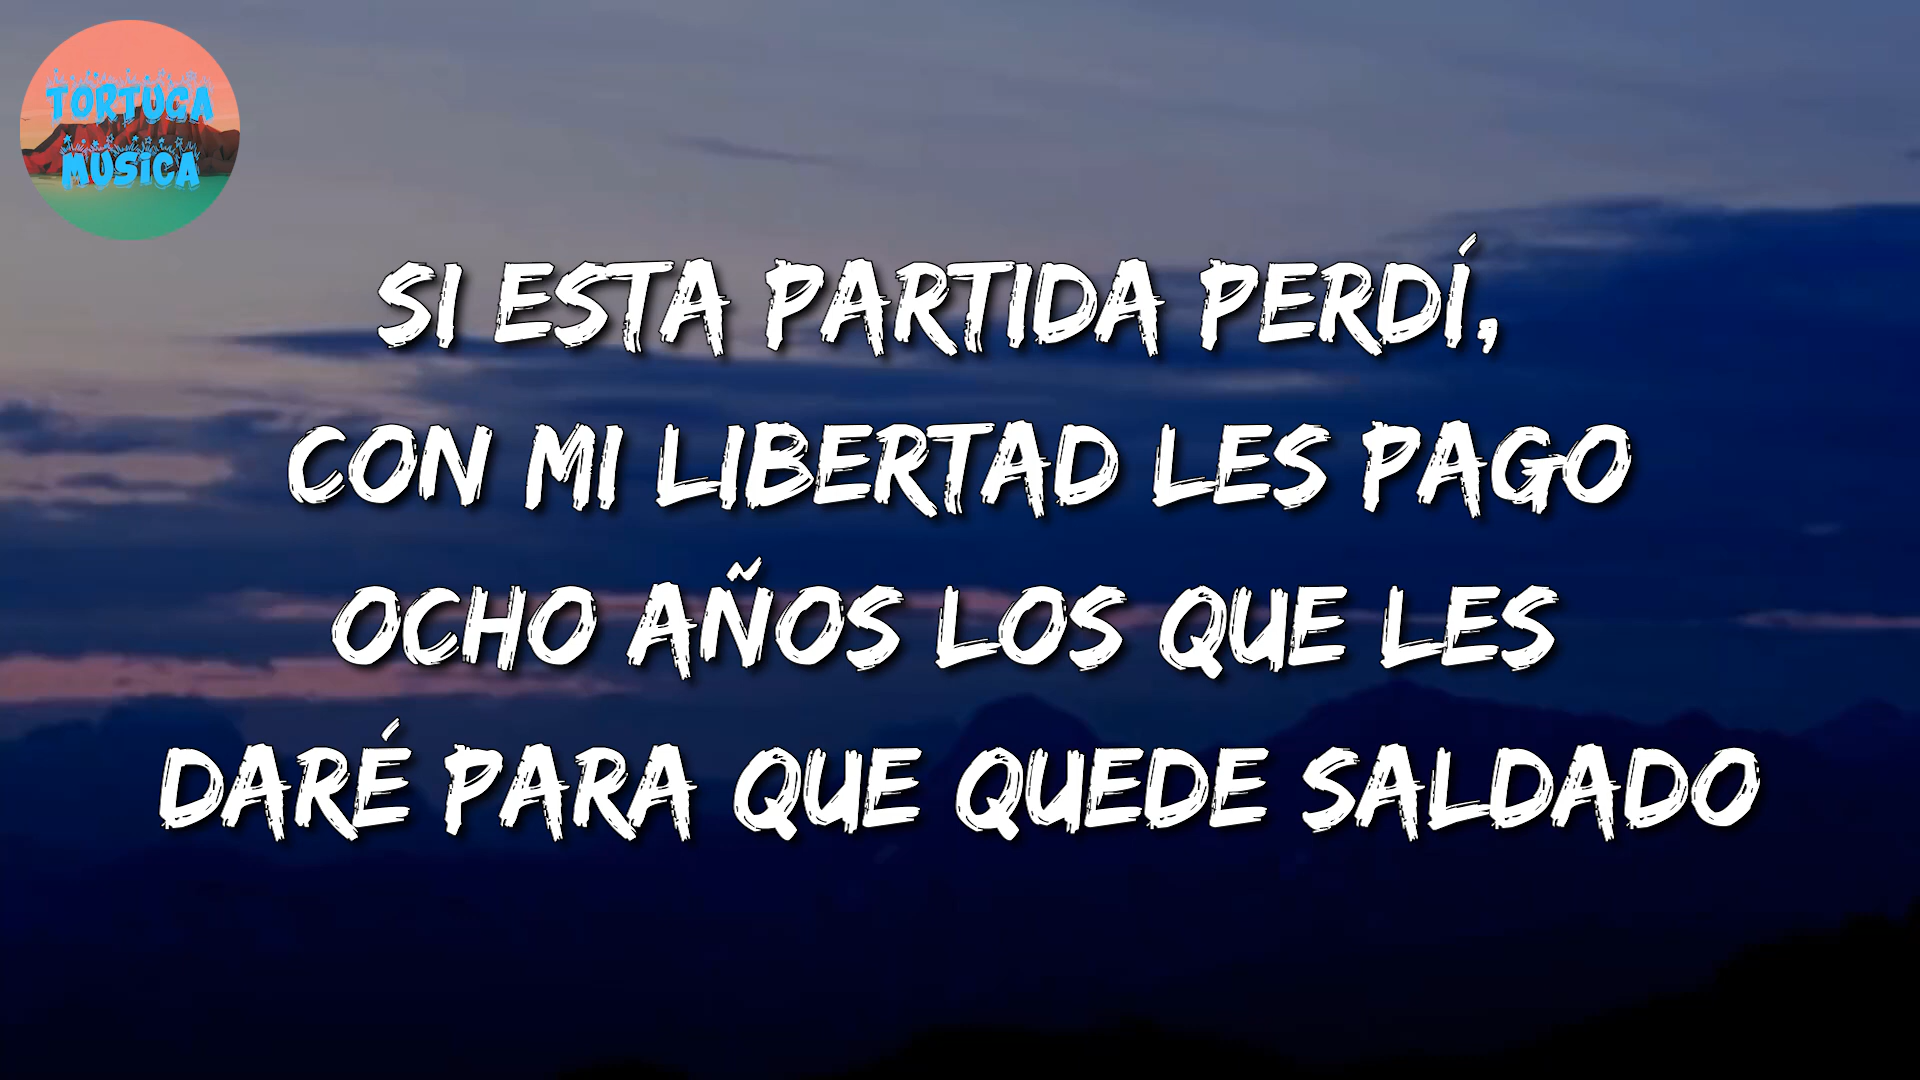 TORTUGA
MUSICA
SI ESTA PARTIDA PERDÍ,
CON MI LIBERTAD LES PAGO
OCHO AÑOS LOS QUE LES
DARÉ PARA QUE QUEDE SALDADO